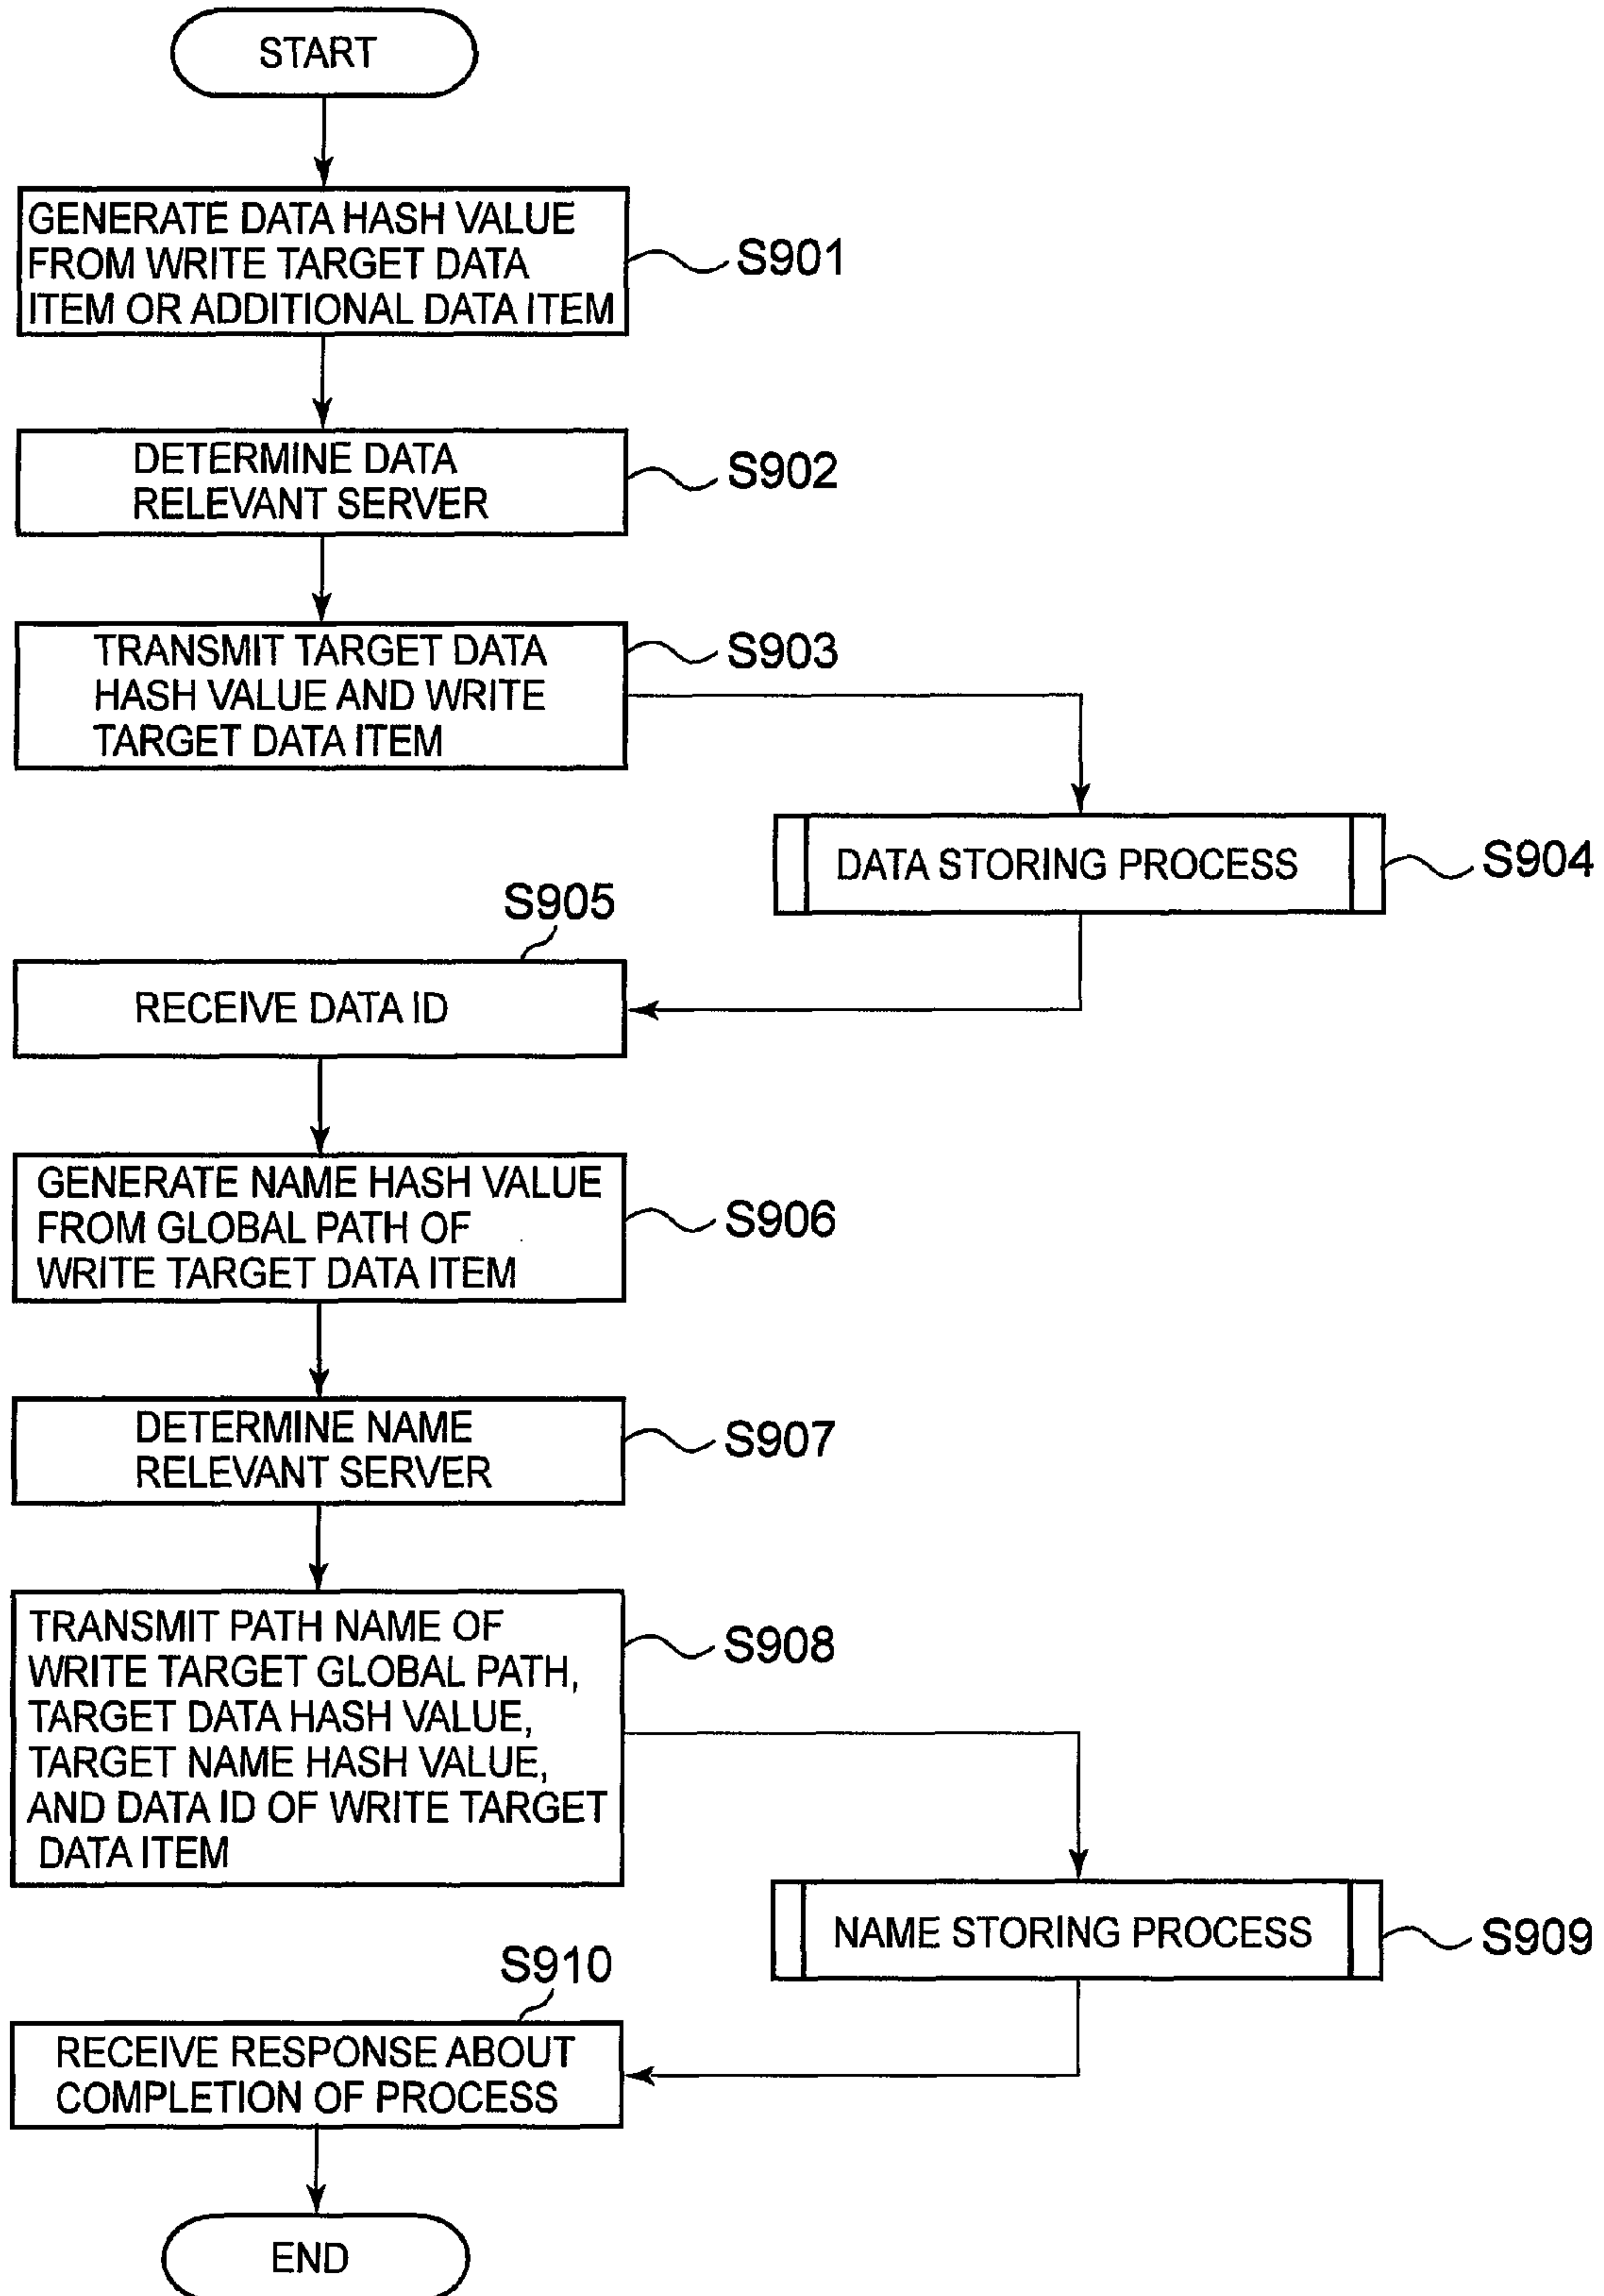 START
GENERATE DATA HASH VALUE
FROM WRITE TARGET DATA
ITEM OR ADDITIONAL DATA ITEM
S901
DETERMINE DATA
RELEVANT SERVER
S902
TRANSMIT TARGET DATA
HASH VALUE AND WRITE
TARGET DATA ITEM
S903
DATA STORING PROCESS
S904
S905
RECEIVE DATA ID
GENERATE NAME HASH VALUE
FROM GLOBAL PATH OF
WRITE TARGET DATA ITEM
S906
DETERMINE NAME
RELEVANT SERVER
S907
TRANSMIT PATH NAME OF
WRITE TARGET GLOBAL PATH,
TARGET DATA HASH VALUE,
TARGET NAME HASH VALUE,
AND DATA ID OF WRITE TARGET
DATA ITEM
S908
NAME STORING PROCESS
S909
S910
RECEIVE RESPONSE ABOUT
COMPLETION OF PROCESS
END